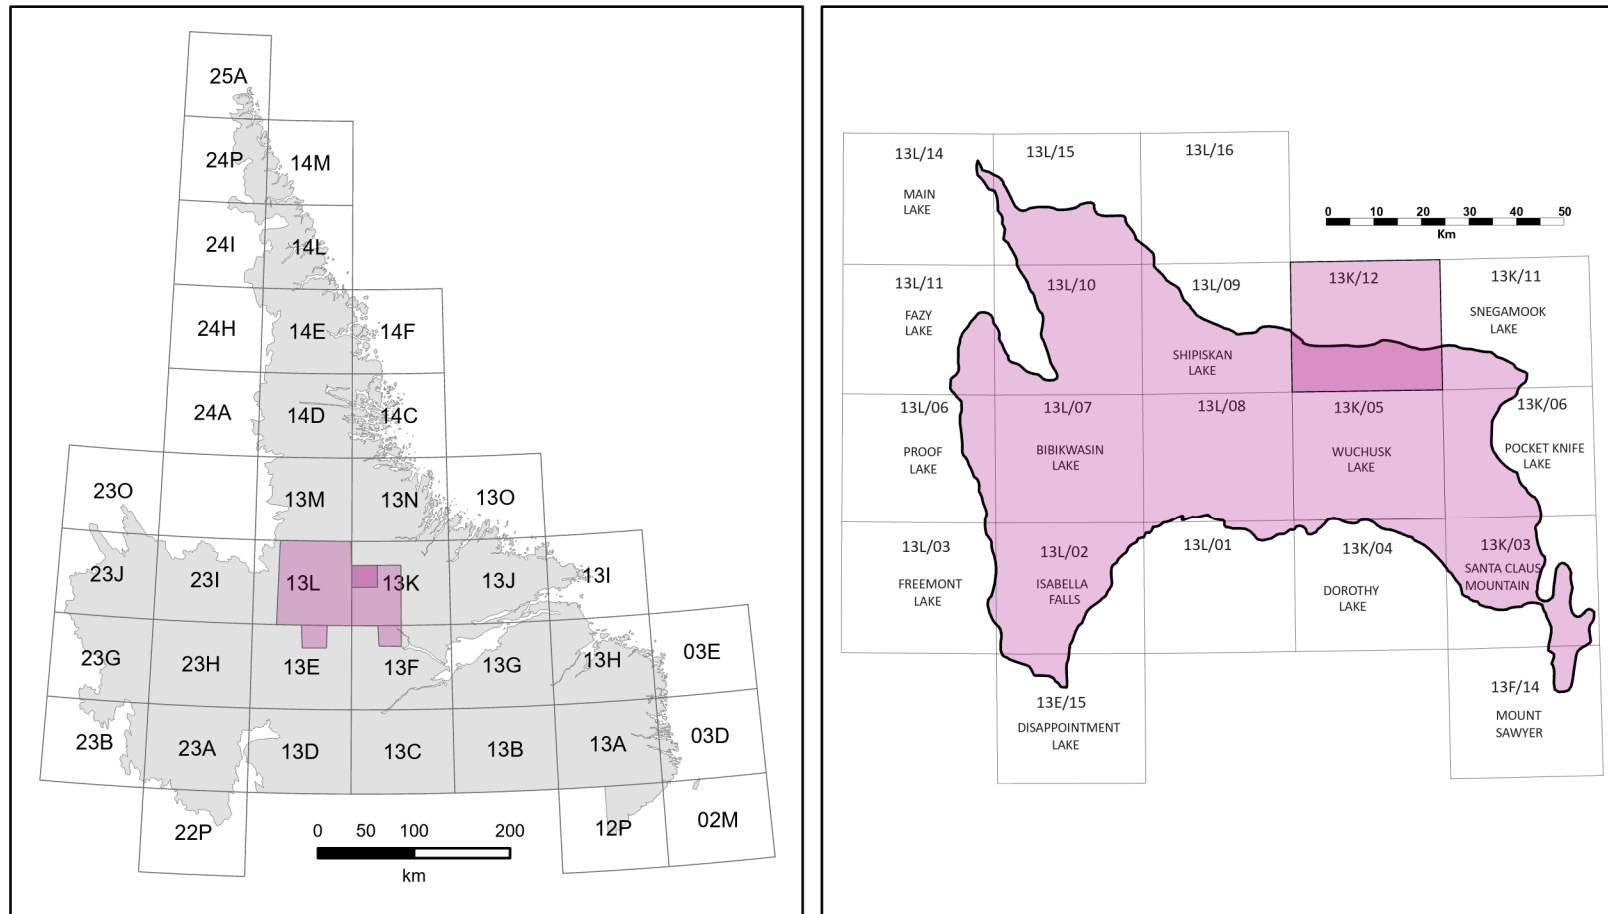 25A
24P
14M
24I
14L
24H
14E
14F
24A
14D
14C
23O
13M
13N
13O
23J
23I
13L
13K
13J
13I
23G
23H
13E
13F
13G
13H
03E
23B
23A
13D
13C
13B
13A
03D
22P
12P
02M
0 50 100 200
km
13L/14
MAIN
LAKE
13L/15
13L/16
0 10 20 30 40 50
Km
13L/11
FAZY
LAKE
13L/10
13L/09
SHIPISKAN
LAKE
13K/12
13K/11
SNEGAMOOK
LAKE
13L/06
PROOF
LAKE
13L/07
BIBIKWASIN
LAKE
13L/08
13K/05
WUCHUSK
LAKE
13K/06
POCKET KNIFE
LAKE
13L/03
FREEMONT
LAKE
13L/02
ISABELLA
FALLS
13L/01
13K/04
DOROTHY
LAKE
13K/03
SANTA CLAUS
MOUNTAIN
13E/15
DISAPPOINTMENT
LAKE
13F/14
MOUNT
SAWYER